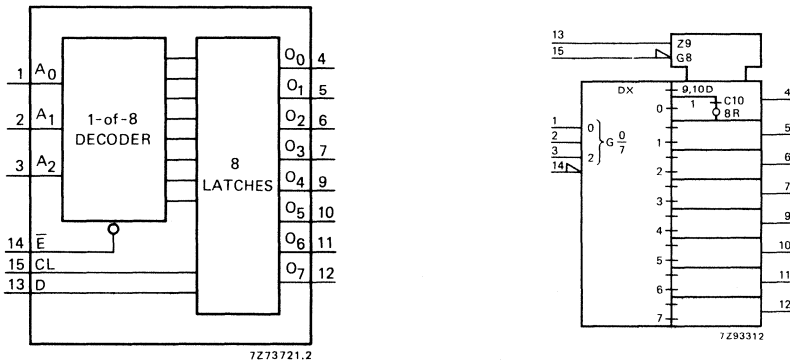 O0 4
1 A0
O1 5
1-of-8
DECODER
2 A1
O2 6
O3 7
8
LATCHES
3 A2
O4 9
O5 10
14 E̅
O6 11
15 CL
O7 12
13 D
7Z73721.2
13 Z9
15 G8
DX
9,10D
1 C10
8R
0 4
1 0
2 G 0/7
3 2
14
1 5
2 6
3 7
4 9
5 10
6 11
7 12
7Z93312